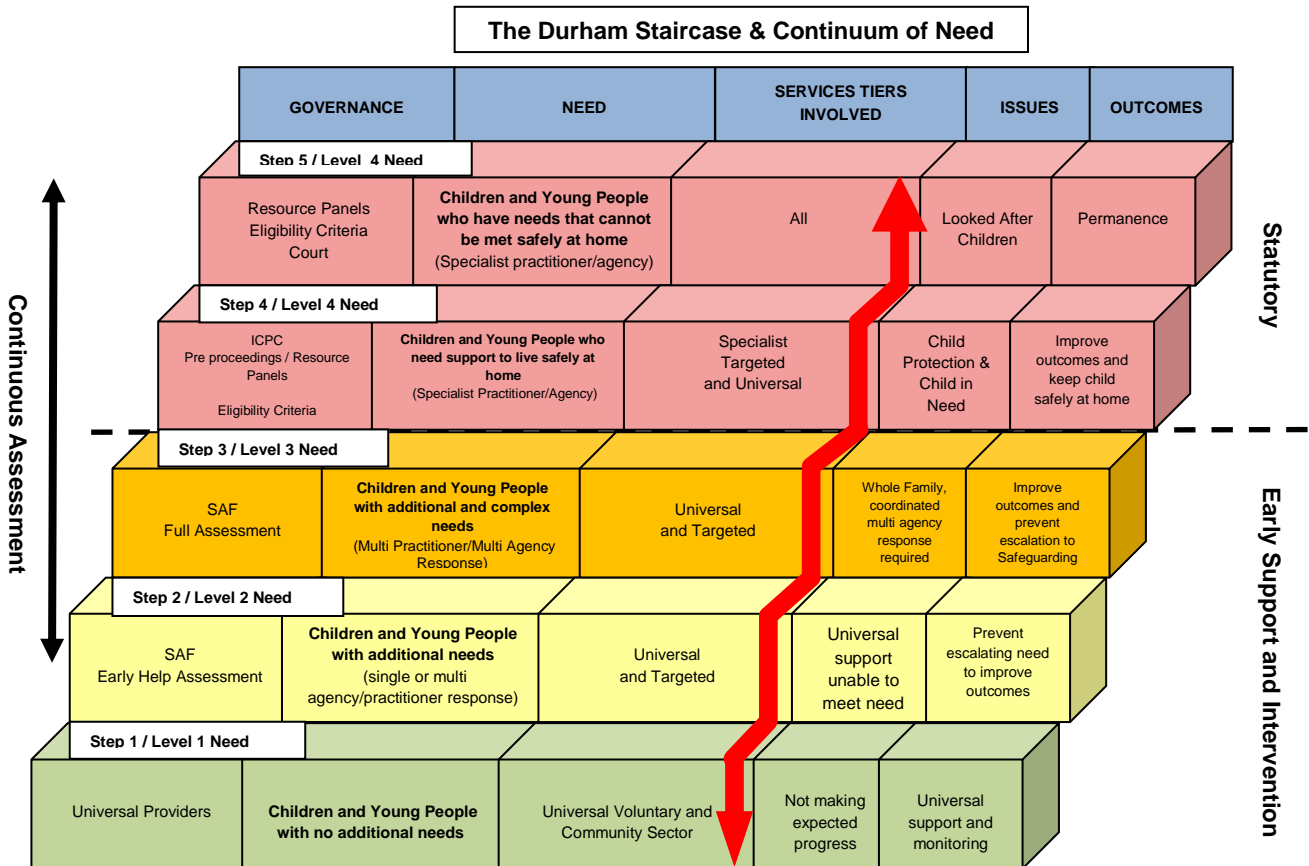 The Durham Staircase & Continuum of Need
GOVERNANCE
NEED
SERVICES TIERS
INVOLVED
ISSUES
OUTCOMES
Step 5 / Level 4 Need
Resource Panels
Eligibility Criteria
Court
Children and Young People
who have needs that cannot
be met safely at home
(Specialist practitioner/agency)
All
Looked After
Children
Permanence
Step 4 / Level 4 Need
ICPC
Pre proceedings / Resource
Panels
Eligibility Criteria
Children and Young People who
need support to live safely at
home
(Specialist Practitioner/Agency)
Specialist
Targeted
and Universal
Child
Protection &
Child in
Need
Improve
outcomes and
keep child
safely at home
Step 3 / Level 3 Need
SAF
Full Assessment
Children and Young People
with additional and complex
needs
(Multi Practitioner/Multi Agency
Response)
Universal
and Targeted
Whole Family,
coordinated
multi agency
response
required
Improve
outcomes and
prevent
escalation to
Safeguarding
Step 2 / Level 2 Need
SAF
Early Help Assessment
Children and Young People
with additional needs
(single or multi
agency/practitioner response)
Universal
and Targeted
Universal
support
unable to
meet need
Prevent
escalating need
to improve
outcomes
Step 1 / Level 1 Need
Universal Providers
Children and Young People
with no additional needs
Universal Voluntary and
Community Sector
Not making
expected
progress
Universal
support and
monitoring
Continuous Assessment
Statutory
Early Support and Intervention